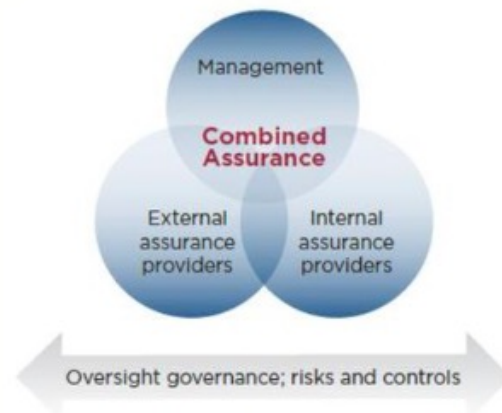 Management
Combined
Assurance
External
assurance
providers
Internal
assurance
providers
Oversight governance; risks and controls